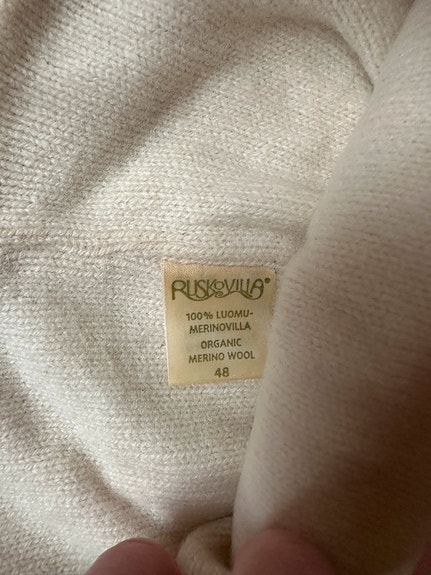 RUSKOVILLA®
100% LUOMU-
MERINOVILLA
ORGANIC
MERINO WOOL
48